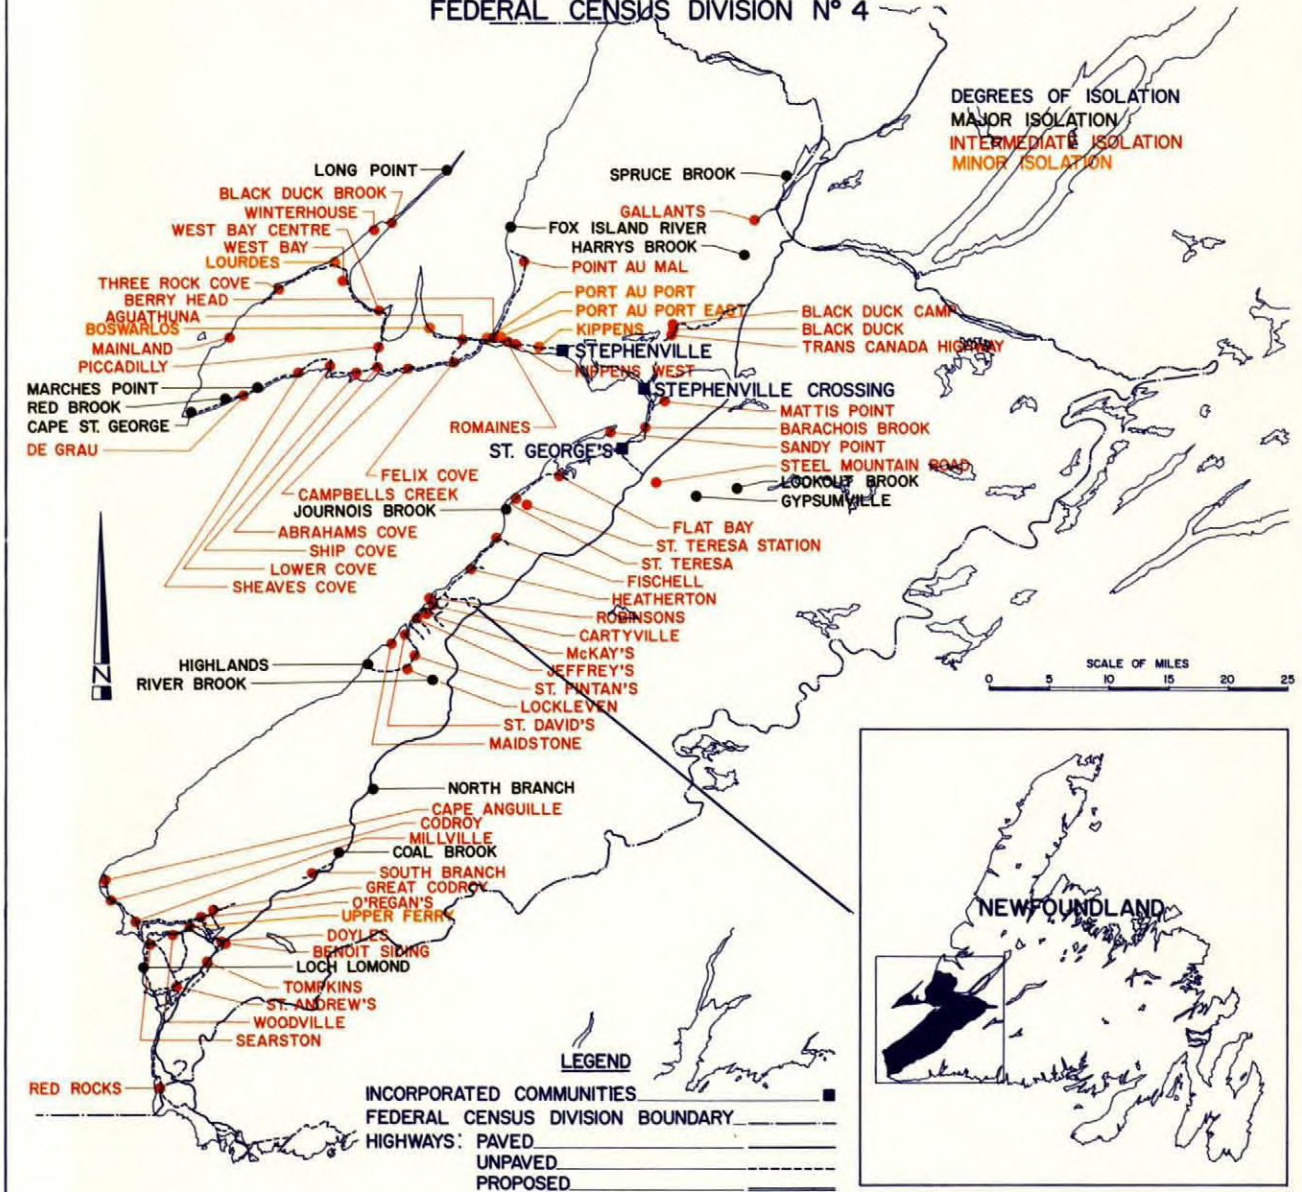 FEDERAL CENSUS DIVISION Nº 4
DEGREES OF ISOLATION
MAJOR ISOLATION
INTERMEDIATE ISOLATION
MINOR ISOLATION
LONG POINT
BLACK DUCK BROOK
WINTERHOUSE
WEST BAY CENTRE
WEST BAY
LOURDES
THREE ROCK COVE
BERRY HEAD
AGUATHUNA
BOSWARLOS
MAINLAND
PICCADILLY
MARCHES POINT
RED BROOK
CAPE ST. GEORGE
DE GRAU
SPRUCE BROOK
GALLANTS
FOX ISLAND RIVER
HARRYS BROOK
POINT AU MAL
PORT AU PORT
PORT AU PORT EAST
KIPPENS
STEPHENVILLE
KIPPENS WEST
BLACK DUCK CAMP
BLACK DUCK
TRANS CANADA HIGHWAY
STEPHENVILLE CROSSING
MATTIS POINT
BARACHOIS BROOK
SANDY POINT
STEEL MOUNTAIN ROAD
LOOKOUT BROOK
GYPSUMVILLE
ROMAINES
ST. GEORGE'S
FELIX COVE
CAMPBELLS CREEK
JOURNOIS BROOK
ABRAHAMS COVE
SHIP COVE
LOWER COVE
SHEAVES COVE
FLAT BAY
ST. TERESA STATION
ST. TERESA
FISCHELL
HEATHERTON
ROBINSONS
CARTYVILLE
McKAY'S
JEFFREY'S
ST. FINTAN'S
LOCKLEVEN
ST. DAVID'S
MAIDSTONE
HIGHLANDS
RIVER BROOK
N
SCALE OF MILES
0 5 10 15 20 25
NORTH BRANCH
CAPE ANGUILLE
CODROY
MILLVILLE
COAL BROOK
SOUTH BRANCH
GREAT CODROY
O'REGAN'S
UPPER FERRY
DOYLES
BENOIT SIDING
LOCH LOMOND
TOMPKINS
ST. ANDREW'S
WOODVILLE
SEARSTON
RED ROCKS
NEWFOUNDLAND
LEGEND
INCORPORATED COMMUNITIES
FEDERAL CENSUS DIVISION BOUNDARY
HIGHWAYS: PAVED
UNPAVED
PROPOSED